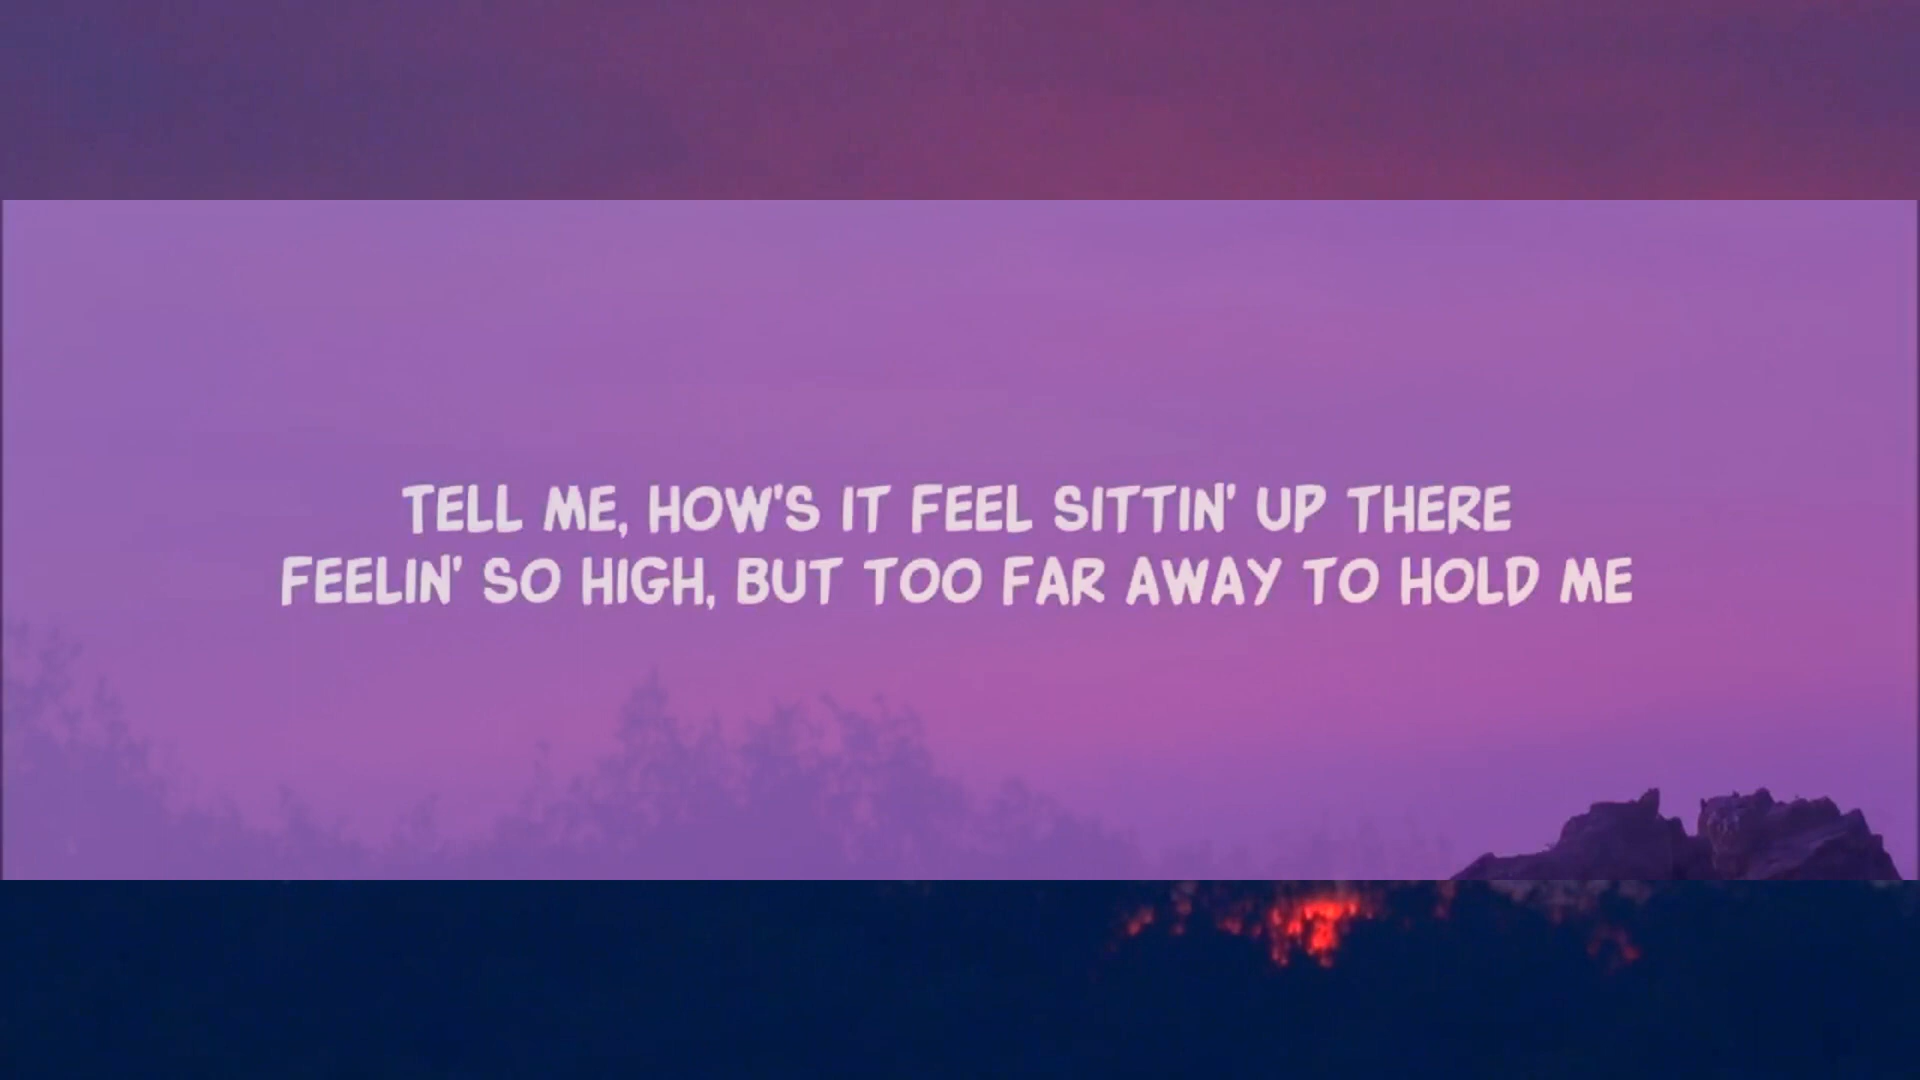 TELL ME, HOW'S IT FEEL SITTIN' UP THERE
FEELIN' SO HIGH, BUT TOO FAR AWAY TO HOLD ME